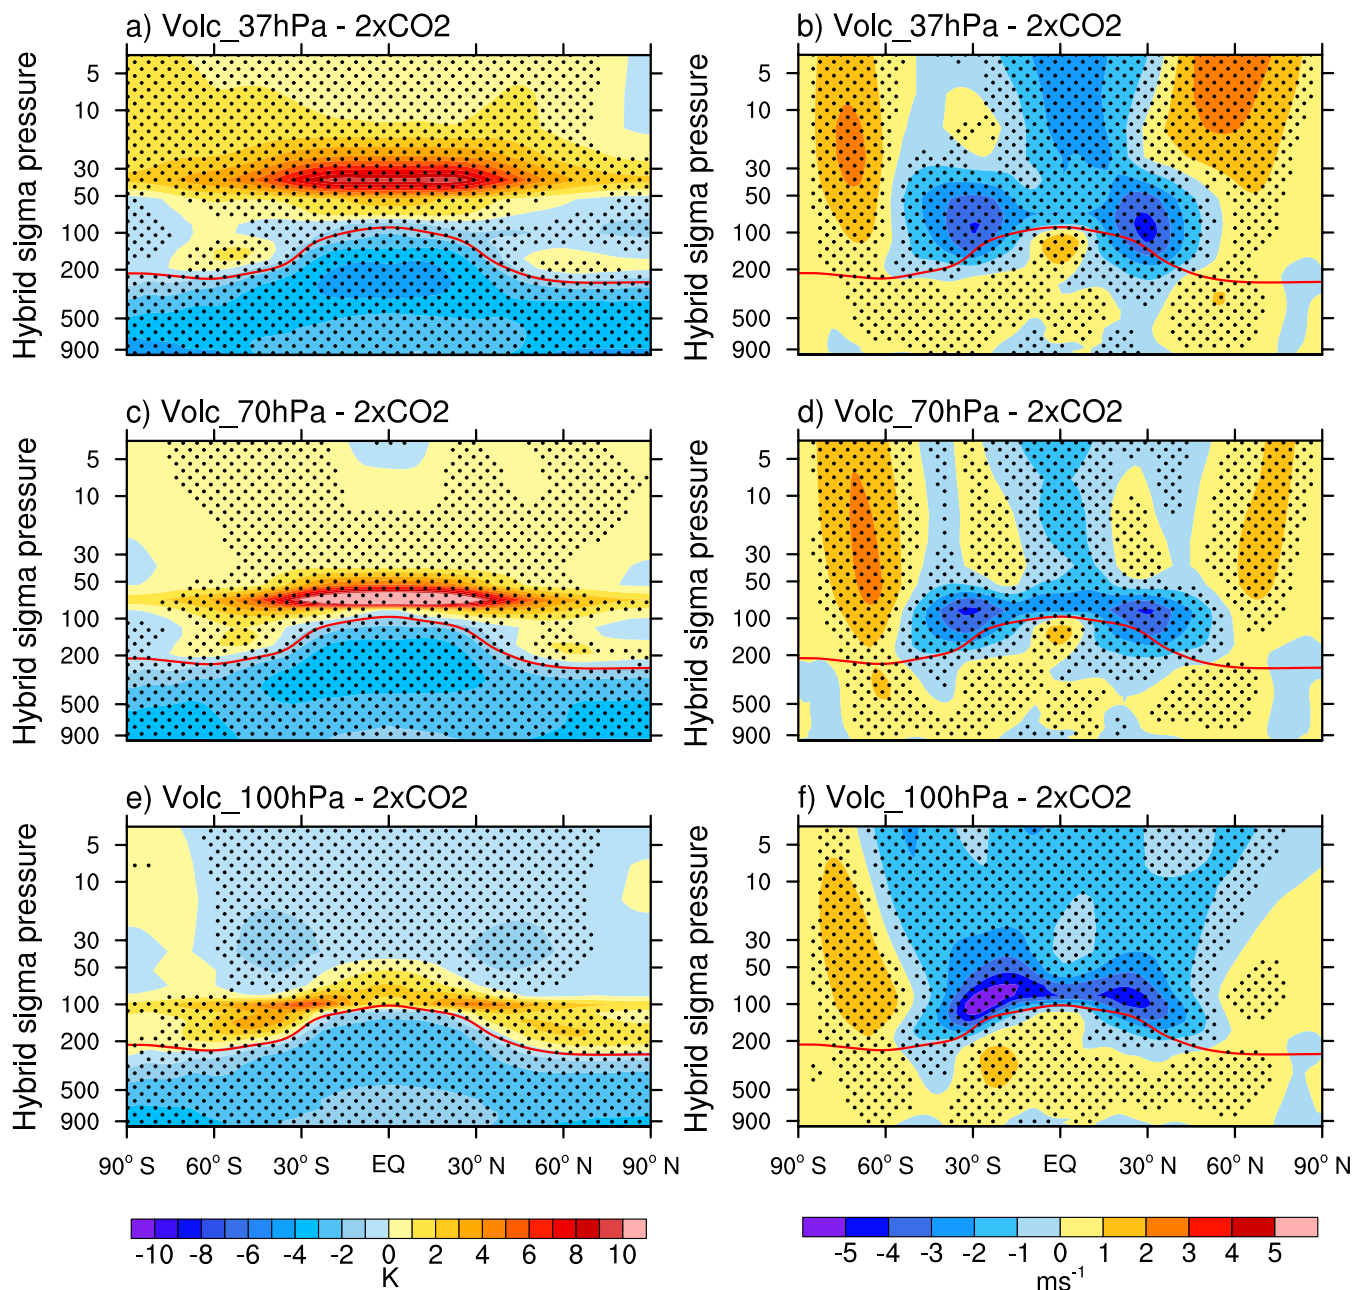 a) Volc_37hPa - 2xCO2
b) Volc_37hPa - 2xCO2
Hybrid sigma pressure
5
10
30
50
100
200
500
900
Hybrid sigma pressure
5
10
30
50
100
200
500
900
c) Volc_70hPa - 2xCO2
d) Volc_70hPa - 2xCO2
Hybrid sigma pressure
5
10
30
50
100
200
500
900
Hybrid sigma pressure
5
10
30
50
100
200
500
900
e) Volc_100hPa - 2xCO2
f) Volc_100hPa - 2xCO2
Hybrid sigma pressure
5
10
30
50
100
200
500
900
Hybrid sigma pressure
5
10
30
50
100
200
500
900
90° S 60° S 30° S EQ 30° N 60° N 90° N
90° S 60° S 30° S EQ 30° N 60° N 90° N
-10 -8 -6 -4 -2 0 2 4 6 8 10
K
-5 -4 -3 -2 -1 0 1 2 3 4 5
ms⁻¹